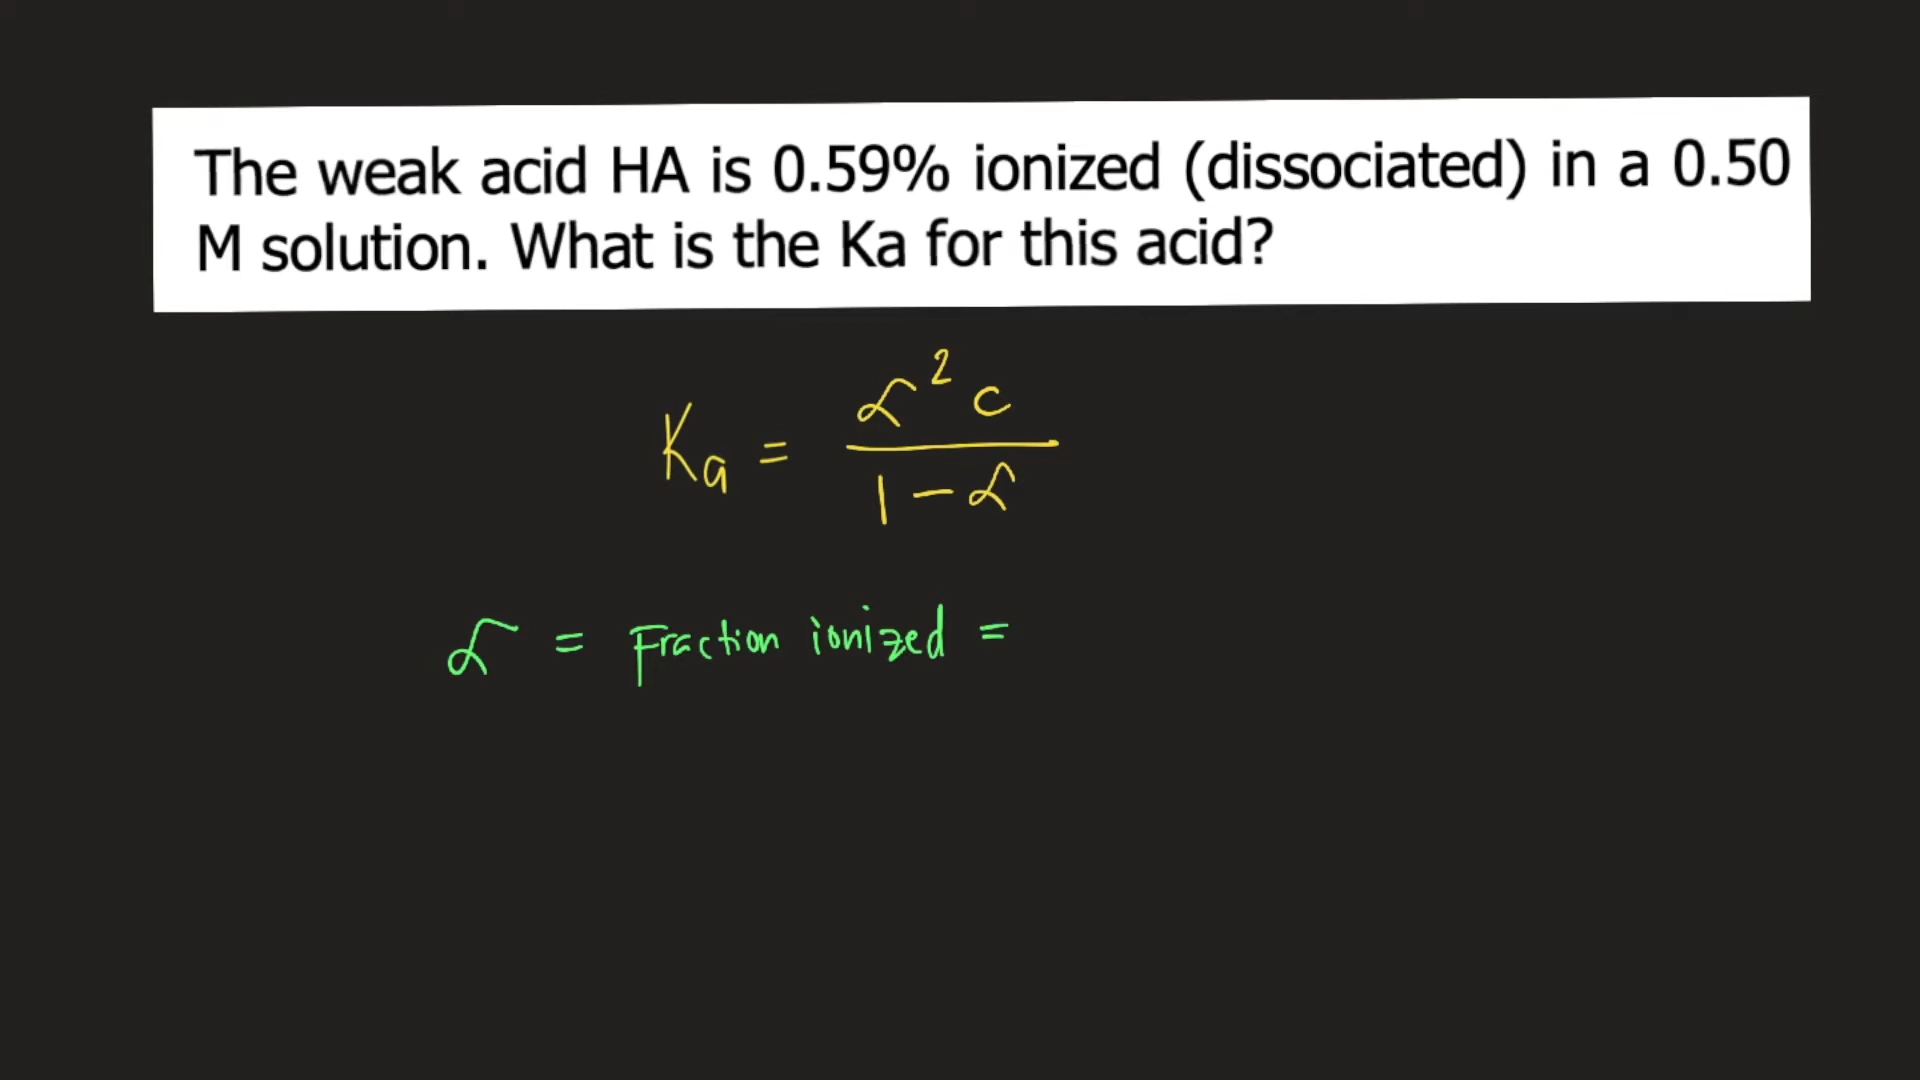 The weak acid HA is 0.59% ionized (dissociated) in a 0.50
M solution. What is the Ka for this acid?
Ka = α² c / 1 - α
α = Fraction ionized =